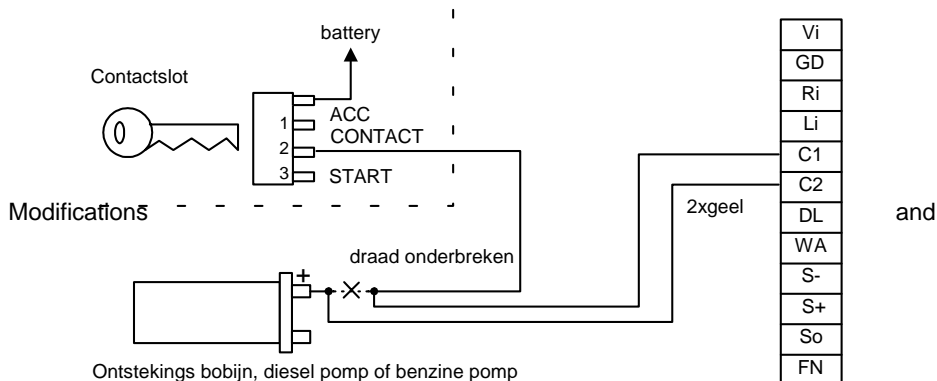 battery
Contactslot
1
ACC
CONTACT
2
3
START
Modifications
and
2xgeel
draad onderbreken
+
Ontstekings bobijn, diesel pomp of benzine pomp
Vi
GD
Ri
Li
C1
C2
DL
WA
S-
S+
So
FN